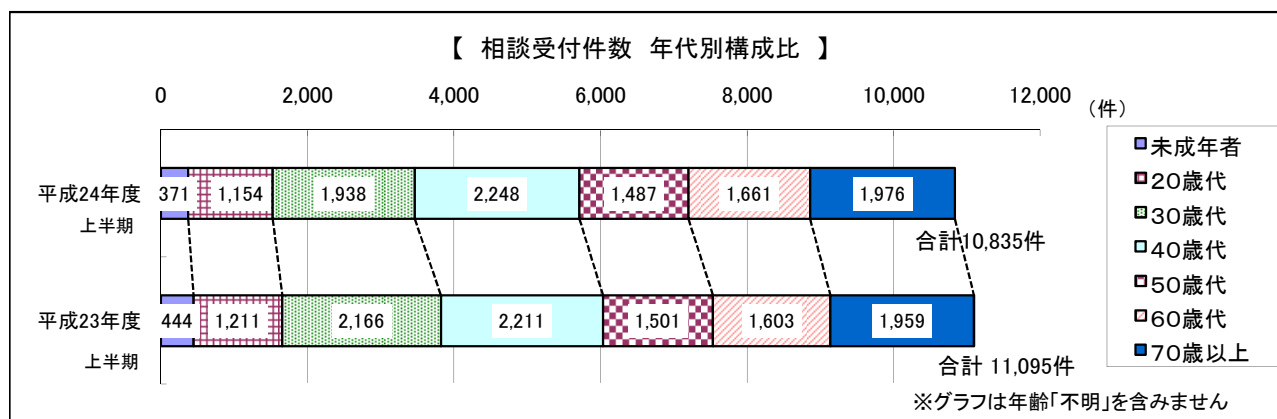 【 相談受付件数 年代別構成比 】
0 2,000 4,000 6,000 8,000 10,000 12,000
(件)
平成24年度
上半期
371 1,154 1,938 2,248 1,487 1,661 1,976
合計10,835件
平成23年度
上半期
444 1,211 2,166 2,211 1,501 1,603 1,959
合計 11,095件
未成年者
20歳代
30歳代
40歳代
50歳代
60歳代
70歳以上
※グラフは年齢「不明」を含みません